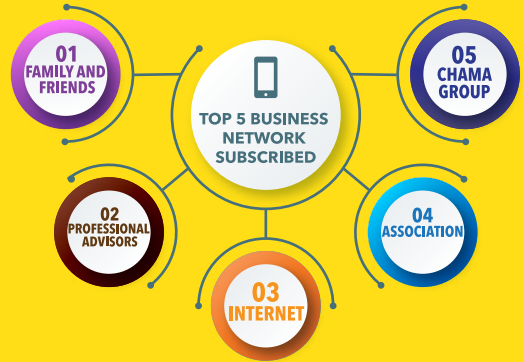 TOP 5 BUSINESS
NETWORK
SUBSCRIBED
01
FAMILY AND
FRIENDS
02
PROFESSIONAL
ADVISORS
03
INTERNET
04
ASSOCIATION
05
CHAMA
GROUP